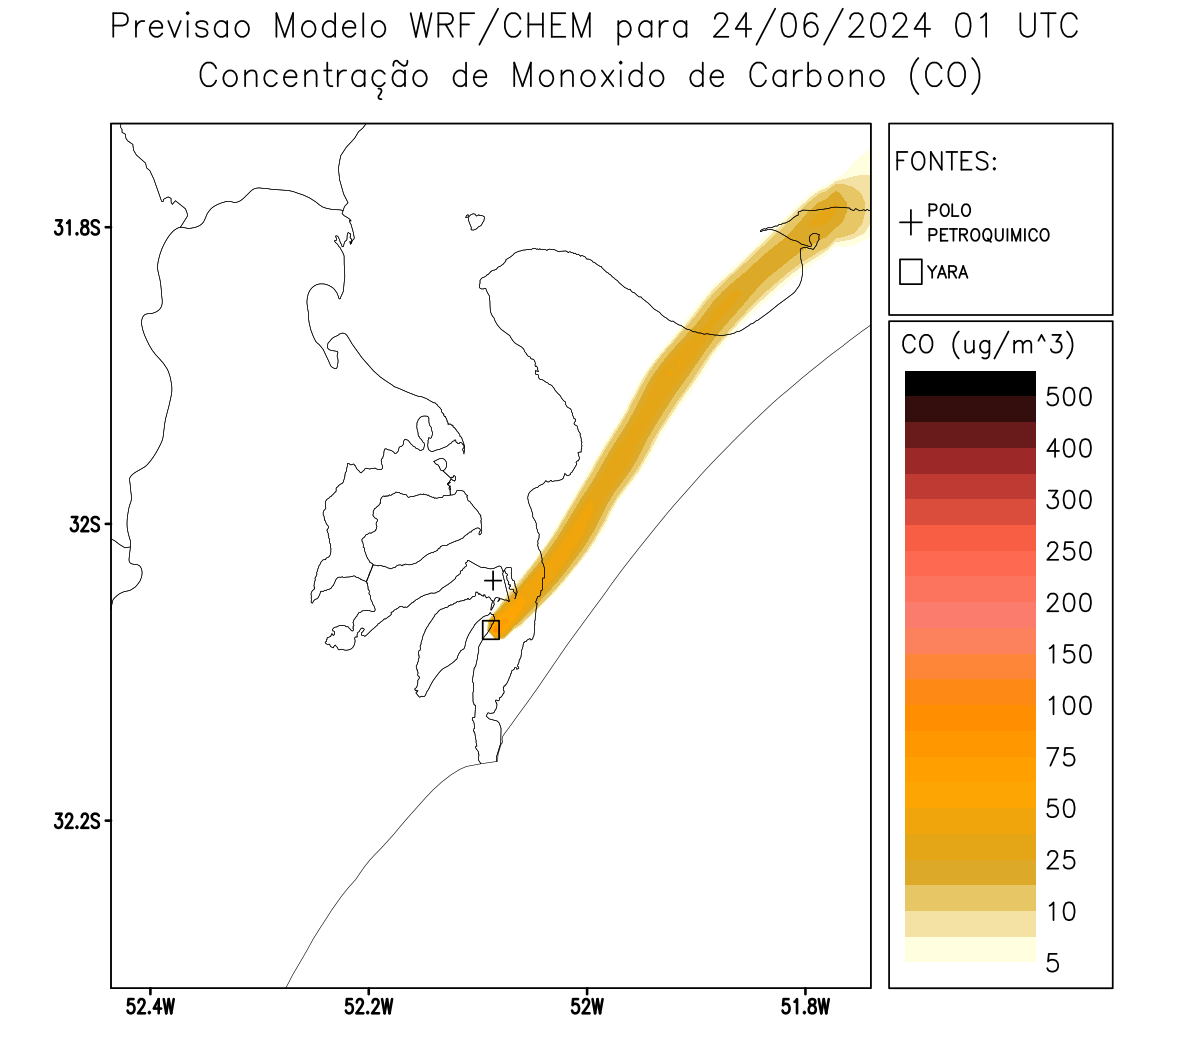 Previsao Modelo WRF/CHEM para 24/06/2024 01 UTC
Concentração de Monoxido de Carbono (CO)
FONTES:
POLO
PETROQUIMICO
YARA
CO (ug/m^3)
500
400
300
250
200
150
100
75
50
25
10
5
31.8S
32S
32.2S
52.4W
52.2W
52W
51.8W